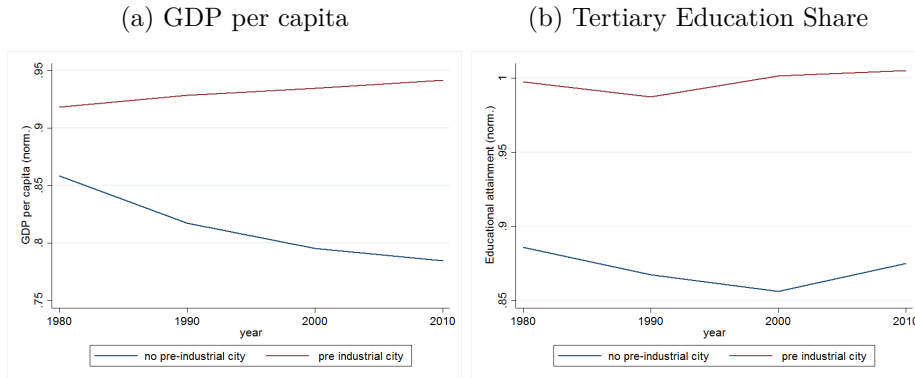 (a) GDP per capita
GDP per capita (norm.)
.95
.9
.85
.8
.75
1980 1990 2000 2010
year
no pre-industrial city pre industrial city
(b) Tertiary Education Share
Educational attainment (norm.)
1
.95
.9
.85
1980 1990 2000 2010
year
no pre-industrial city pre industrial city